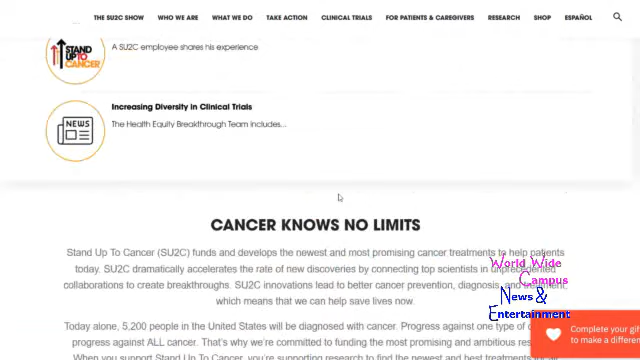 THE SU2C SHOW WHO WE ARE WHAT WE DO TAKE ACTION CLINICAL TRIALS FOR PATIENTS & CAREGIVERS RESEARCH SHOP ESPAÑOL
STAND
UP TO
CANCER
A SU2C employee shares his experience
NEWS
Increasing Diversity in Clinical Trials
The Health Equity Breakthrough Team includes...
CANCER KNOWS NO LIMITS
Stand Up To Cancer (SU2C) funds and develops the newest and most promising cancer treatments to help patients
today. SU2C dramatically accelerates the rate of new discoveries by connecting top scientists in unprecedented
collaborations to create breakthroughs. SU2C innovations lead to better cancer prevention, diagnosis, and treatment,
which means that we can help save lives now.
World Wide
Campus
News &
Entertainment
Today alone, 5,200 people in the United States will be diagnosed with cancer. Progress against one type of
progress against ALL cancer. That's why we're committed to funding the most promising and ambitious
When you support Stand Up To Cancer, you're supporting research to find the newest and best treatments for all
Complete your gif
to make a differen